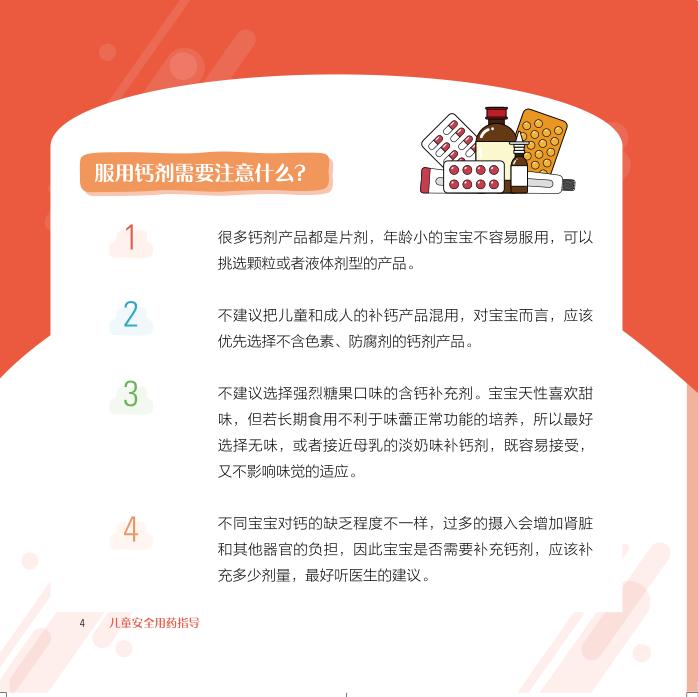 服用钙剂需要注意什么?
1
很多钙剂产品都是片剂，年龄小的宝宝不容易服用，可以
挑选颗粒或者液体剂型的产品。
2
不建议把儿童和成人的补钙产品混用，对宝宝而言，应该
优先选择不含色素、防腐剂的钙剂产品。
3
不建议选择强烈糖果口味的含钙补充剂。宝宝天性喜欢甜
味，但若长期食用不利于味蕾正常功能的培养，所以最好
选择无味，或者接近母乳的淡奶味补钙剂，既容易接受，
又不影响味觉的适应。
4
不同宝宝对钙的缺乏程度不一样，过多的摄入会增加肾脏
和其他器官的负担，因此宝宝是否需要补充钙剂，应该补
充多少剂量，最好听医生的建议。
4 儿童安全用药指导